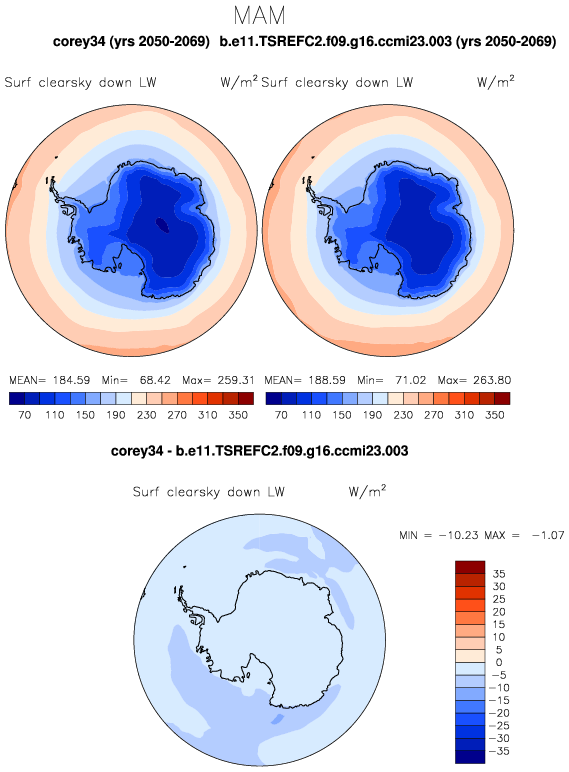 MAM
corey34 (yrs 2050-2069) b.e11.TSREFC2.f09.g16.ccmi23.003 (yrs 2050-2069)
Surf clearsky down LW W/m² Surf clearsky down LW W/m²
MEAN= 184.59 Min= 68.42 Max= 259.31 MEAN= 188.59 Min= 71.02 Max= 263.80
70 110 150 190 230 270 310 350 70 110 150 190 230 270 310 350
corey34 - b.e11.TSREFC2.f09.g16.ccmi23.003
Surf clearsky down LW W/m²
MIN = −10.23 MAX = −1.07
35
30
25
20
15
10
5
0
−5
−10
−15
−20
−25
−30
−35